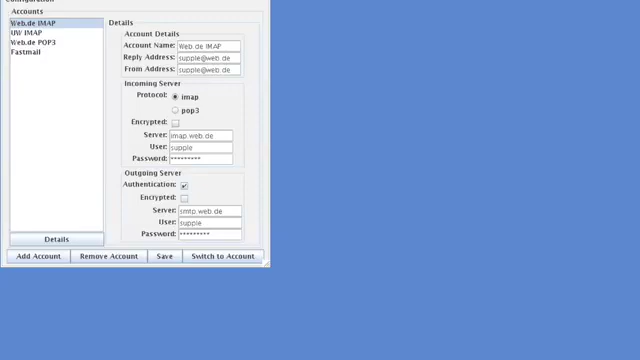 Configuration
Accounts
Web.de IMAP
UW IMAP
Web.de POP3
Fastmail
Details
Details
Account Details
Account Name: Web.de IMAP
Reply Address: supple@web.de
From Address: supple@web.de
Incoming Server
Protocol: imap
pop3
Encrypted:
Server: imap.web.de
User: supple
Password: *********
Outgoing Server
Authentication:
Encrypted:
Server: smtp.web.de
User: supple
Password: *********
Add Account Remove Account Save Switch to Account